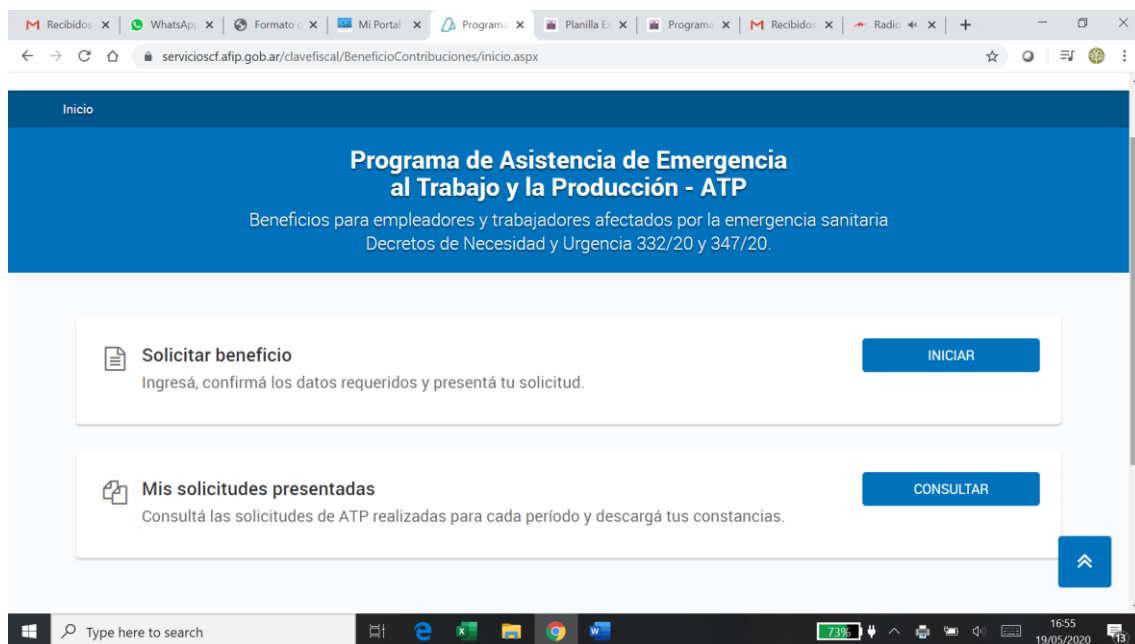 Recibidos
WhatsAp
Formato
Mi Portal
Programa
Planilla
Programa
Recibidos
Radio
servicioscf.afip.gob.ar/clavefiscal/BeneficioContribuciones/inicio.aspx
Inicio
Programa de Asistencia de Emergencia
al Trabajo y la Producción - ATP
Beneficios para empleadores y trabajadores afectados por la emergencia sanitaria
Decretos de Necesidad y Urgencia 332/20 y 347/20.
Solicitar beneficio
INICIAR
Ingresá, confirmá los datos requeridos y presentá tu solicitud.
Mis solicitudes presentadas
CONSULTAR
Consultá las solicitudes de ATP realizadas para cada período y descargá tus constancias.
Type here to search
73%
16:55
19/05/2020
13